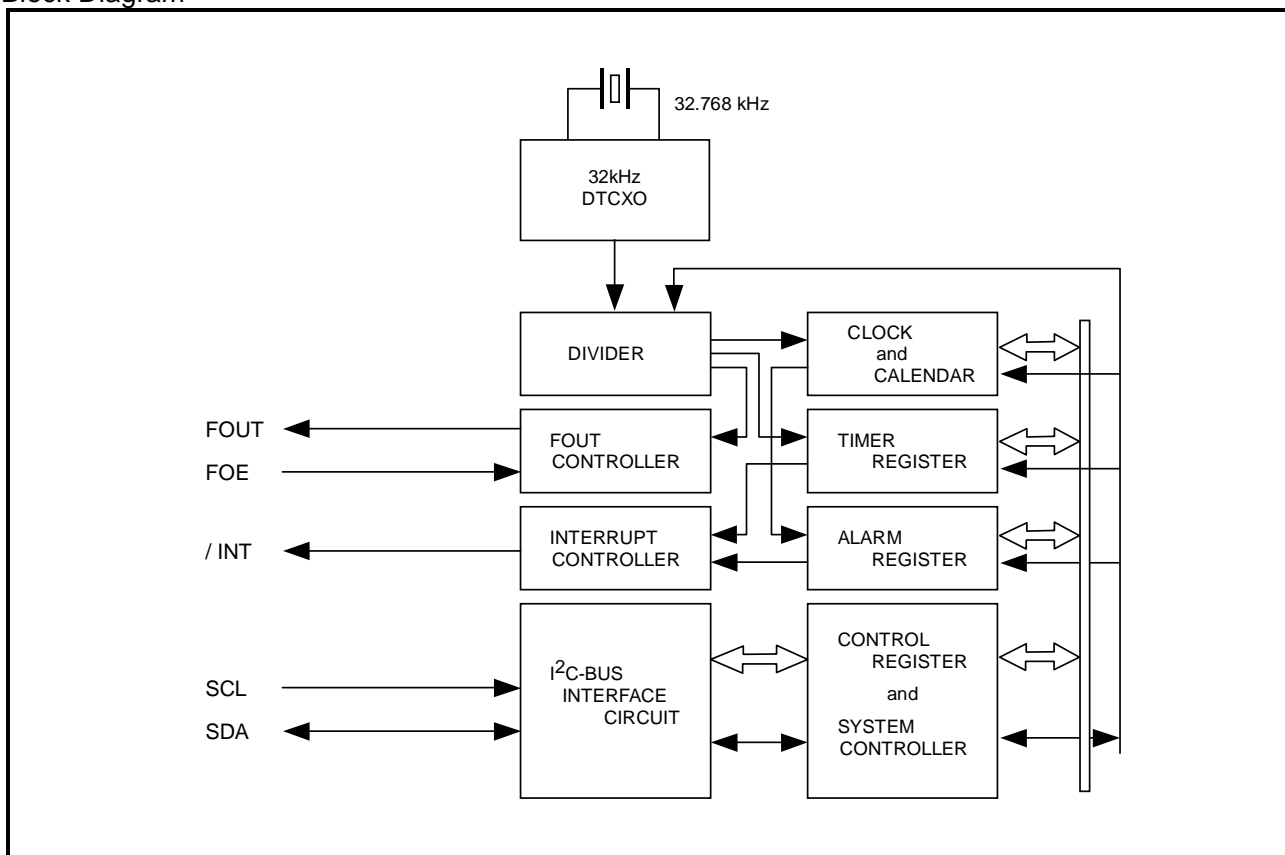 Block Diagram
32.768 kHz
32kHz
DTCXO
DIVIDER
CLOCK
and
CALENDAR
FOUT
FOE
FOUT
CONTROLLER
TIMER
REGISTER
/ INT
INTERRUPT
CONTROLLER
ALARM
REGISTER
SCL
SDA
I²C-BUS
INTERFACE
CIRCUIT
CONTROL
REGISTER
and
SYSTEM
CONTROLLER